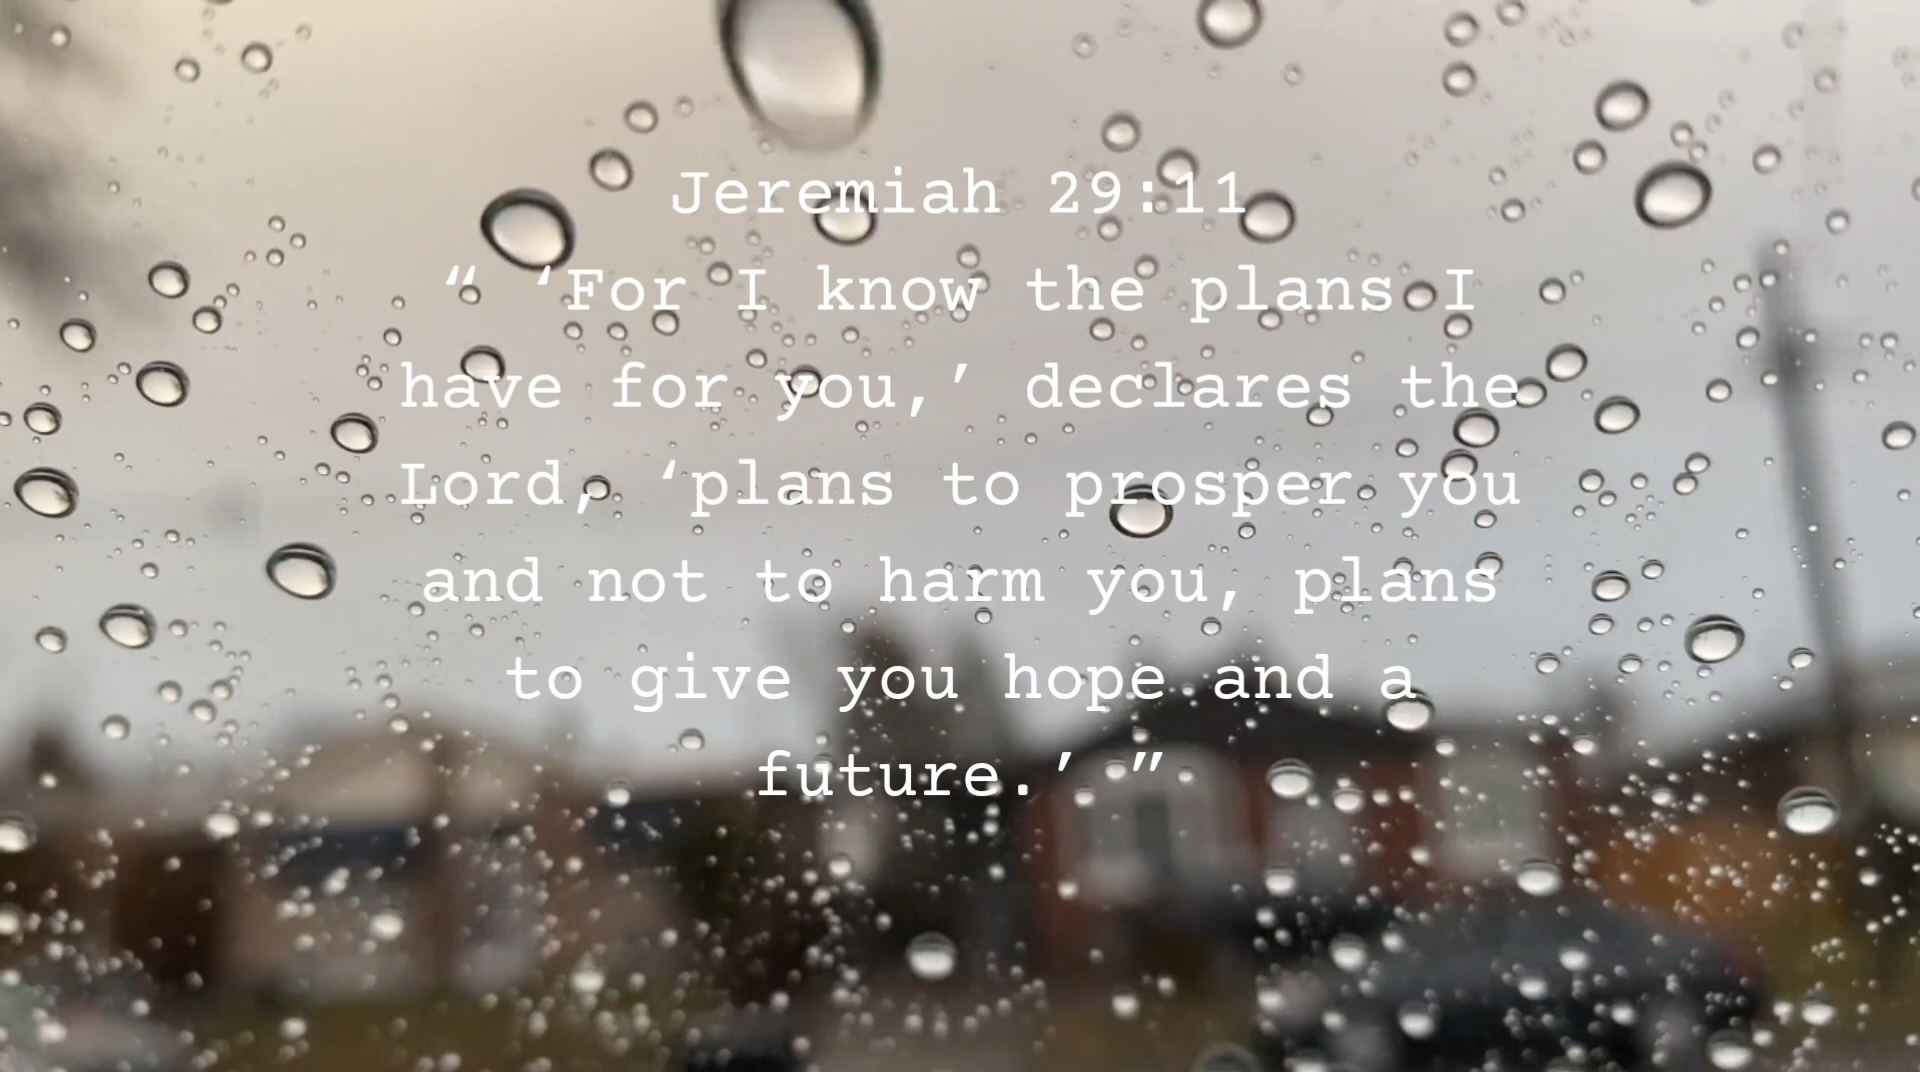 Jeremiah 29:11
“ ‘For I know the plans I
have for you,’ declares the
Lord, ‘plans to prosper you
and not to harm you, plans
to give you hope and a
future.’ ”